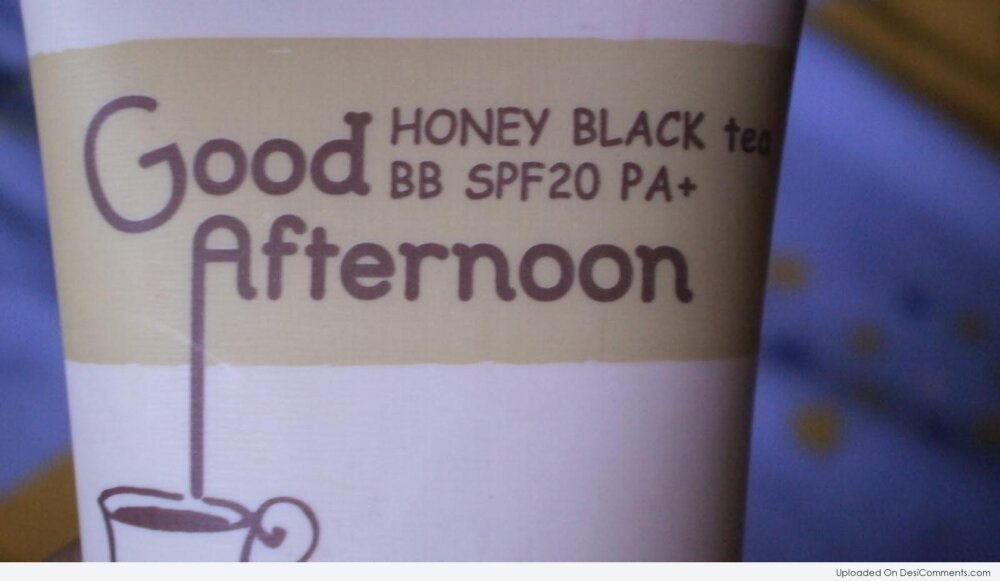 Good
HONEY BLACK tea
BB SPF20 PA+
Afternoon
Uploaded On DesiComments.com